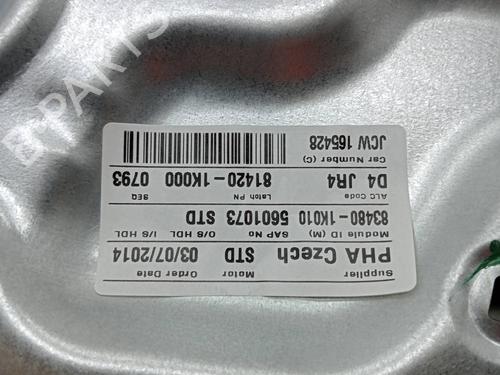 Supplier Motor Order Date
PHA Czech STD 03/07/2014
Module ID (M) SAP No O/S HDL I/S HDL
83480-1K010 5601073 STD
ALC Code Latch PN SEQ
D4 JR4 81420-1K000 0793
Car Number (C)
JCW 165428
B-PARTS